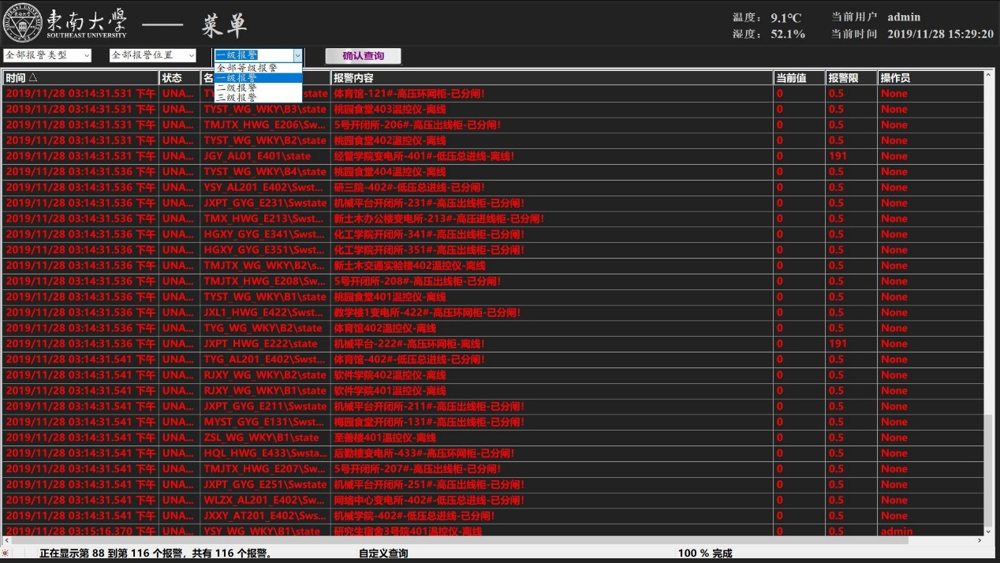 東南大學 SOUTHEAST UNIVERSITY —— 菜单
温度： 9.1℃ 当前用户 admin
湿度： 52.1% 当前时间 2019/11/28 15:29:20
全部报警类型 全部报警位置 一级报警 确认查询
全部等级报警
一级报警
二级报警
三级报警
时间 △ 状态 名 报警内容 当前值 报警限 操作员
2019/11/28 03:14:31.531 下午 UNA... TY state 体育馆-121#-高压环网柜-已分闸! 0 0.5 None
2019/11/28 03:14:31.531 下午 UNA... TYST_WG_WKY\B3\state 桃园食堂403温控仪-离线 0 0.5 None
2019/11/28 03:14:31.531 下午 UNA... TMJTX_HWG_E206\Sw... 5号开闭所-206#-高压出线柜-已分闸! 0 0.5 None
2019/11/28 03:14:31.531 下午 UNA... TYST_WG_WKY\B2\state 桃园食堂402温控仪-离线 0 0.5 None
2019/11/28 03:14:31.531 下午 UNA... JGY_AL01_E401\state 经管学院变电所-401#-低压总进线-离线! 0 191 None
2019/11/28 03:14:31.536 下午 UNA... TYST_WG_WKY\B4\state 桃园食堂404温控仪-离线 0 0.5 None
2019/11/28 03:14:31.536 下午 UNA... YSY_AL201_E402\Swst... 研三院-402#-低压总进线-已分闸! 0 0.5 None
2019/11/28 03:14:31.536 下午 UNA... JXPT_GYG_E231\Swstate 机械平台开闭所-231#-高压出线柜-已分闸! 0 0.5 None
2019/11/28 03:14:31.536 下午 UNA... TMX_HWG_E213\Swst... 新土木办公楼变电所-213#-高压进线柜-已分闸! 0 0.5 None
2019/11/28 03:14:31.536 下午 UNA... HGXY_GYG_E341\Swst... 化工学院开闭所-341#-高压出线柜-已分闸! 0 0.5 None
2019/11/28 03:14:31.536 下午 UNA... HGXY_GYG_E351\Swst... 化工学院开闭所-351#-高压出线柜-已分闸! 0 0.5 None
2019/11/28 03:14:31.536 下午 UNA... TMJTX_WG_WKY\B2\s... 新土木交通实验楼402温控仪-离线 0 0.5 None
2019/11/28 03:14:31.536 下午 UNA... TMJTX_HWG_E208\Sw... 5号开闭所-208#-高压出线柜-已分闸! 0 0.5 None
2019/11/28 03:14:31.536 下午 UNA... TYST_WG_WKY\B1\state 桃园食堂401温控仪-离线 0 0.5 None
2019/11/28 03:14:31.536 下午 UNA... JXL1_HWG_E422\Swst... 教学楼1变电所-422#-高压环网柜-已分闸! 0 0.5 None
2019/11/28 03:14:31.536 下午 UNA... TYG_WG_WKY\B2\state 体育馆402温控仪-离线 0 0.5 None
2019/11/28 03:14:31.536 下午 UNA... JXPT_HWG_E222\state 机械平台-222#-高压环网柜-离线! 0 191 None
2019/11/28 03:14:31.541 下午 UNA... TYG_AL201_E402\Swst... 体育馆-402#-低压总进线-已分闸! 0 0.5 None
2019/11/28 03:14:31.541 下午 UNA... RJXY_WG_WKY\B2\state 软件学院402温控仪-离线 0 0.5 None
2019/11/28 03:14:31.541 下午 UNA... RJXY_WG_WKY\B1\state 软件学院401温控仪-离线 0 0.5 None
2019/11/28 03:14:31.541 下午 UNA... JXPT_GYG_E211\Swstate 机械平台开闭所-211#-高压出线柜-已分闸! 0 0.5 None
2019/11/28 03:14:31.541 下午 UNA... MYST_GYG_E131\Swst... 梅园食堂开闭所-131#-高压出线柜-已分闸! 0 0.5 None
2019/11/28 03:14:31.541 下午 UNA... ZSL_WG_WKY\B1\state 至善楼401温控仪-离线 0 0.5 None
2019/11/28 03:14:31.541 下午 UNA... HQL_HWG_E433\Swsta... 后勤楼变电所-433#-高压环网柜-已分闸! 0 0.5 None
2019/11/28 03:14:31.541 下午 UNA... TMJTX_HWG_E207\Sw... 5号开闭所-207#-高压出线柜-已分闸! 0 0.5 None
2019/11/28 03:14:31.541 下午 UNA... JXPT_GYG_E251\Swstate 机械平台开闭所-251#-高压出线柜-已分闸! 0 0.5 None
2019/11/28 03:14:31.541 下午 UNA... WLZX_AL201_E402\Sw... 网络中心变电所-402#-低压总进线-已分闸! 0 0.5 None
2019/11/28 03:14:31.541 下午 UNA... JXXY_AT201_E402\Sws... 机械学院-402#-低压总进线-已分闸! 0 0.5 None
2019/11/28 03:15:16.370 下午 UNA... YSY_WG_WKY\B1\state 研究生宿舍3号院401温控仪-离线 0 0.5 admin
正在显示第 88 到第 116 个报警，共有 116 个报警。 自定义查询 100 % 完成